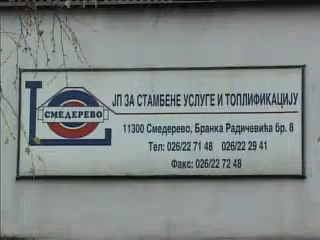 СМЕДЕРЕВО
ЈП ЗА СТАМБЕНЕ УСЛУГЕ И ТОПЛИФИКАЦИЈУ
11300 Смедерево, Бранка Радичевића бр. 8
Тел: 026/22 71 48 026/22 29 41
Факс: 026/22 72 48